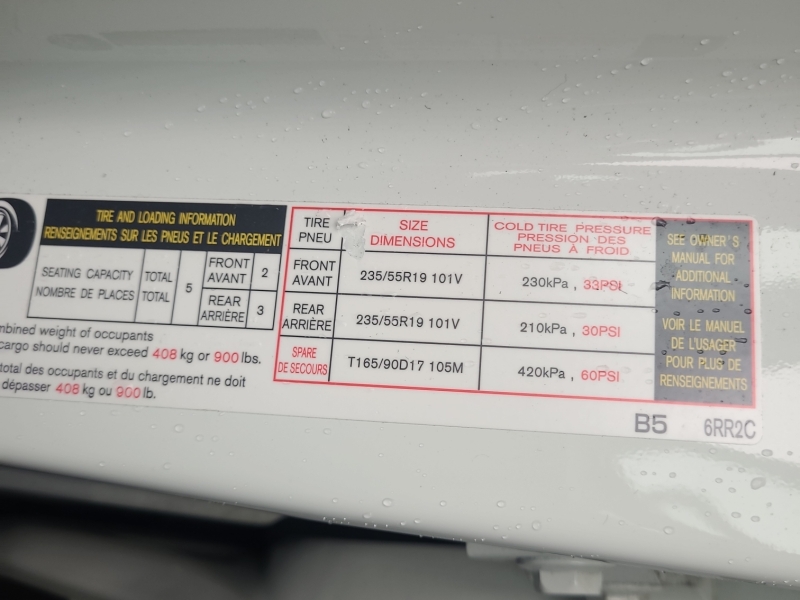 TIRE AND LOADING INFORMATION
RENSEIGNEMENTS SUR LES PNEUS ET LE CHARGEMENT
SEATING CAPACITY
NOMBRE DE PLACES
TOTAL
TOTAL
5
FRONT
AVANT
2
REAR
ARRIÈRE
3
weight of occupants
cargo should never exceed 408 kg or 900 lbs.
total des occupants et du chargement ne doit
dépasser 408 kg ou 900 lb.
TIRE
PNEU
SIZE
DIMENSIONS
COLD TIRE PRESSURE
PRESSION DES
PNEUS À FROID
FRONT
AVANT
235/55R19 101V
230kPa , 33PSI
REAR
ARRIÈRE
235/55R19 101V
210kPa , 30PSI
SPARE
DE SECOURS
T165/90D17 105M
420kPa , 60PSI
SEE OWNER'S
MANUAL FOR
ADDITIONAL
INFORMATION
VOIR LE MANUEL
DE L'USAGER
POUR PLUS DE
RENSEIGNEMENTS
B5 6RR2C